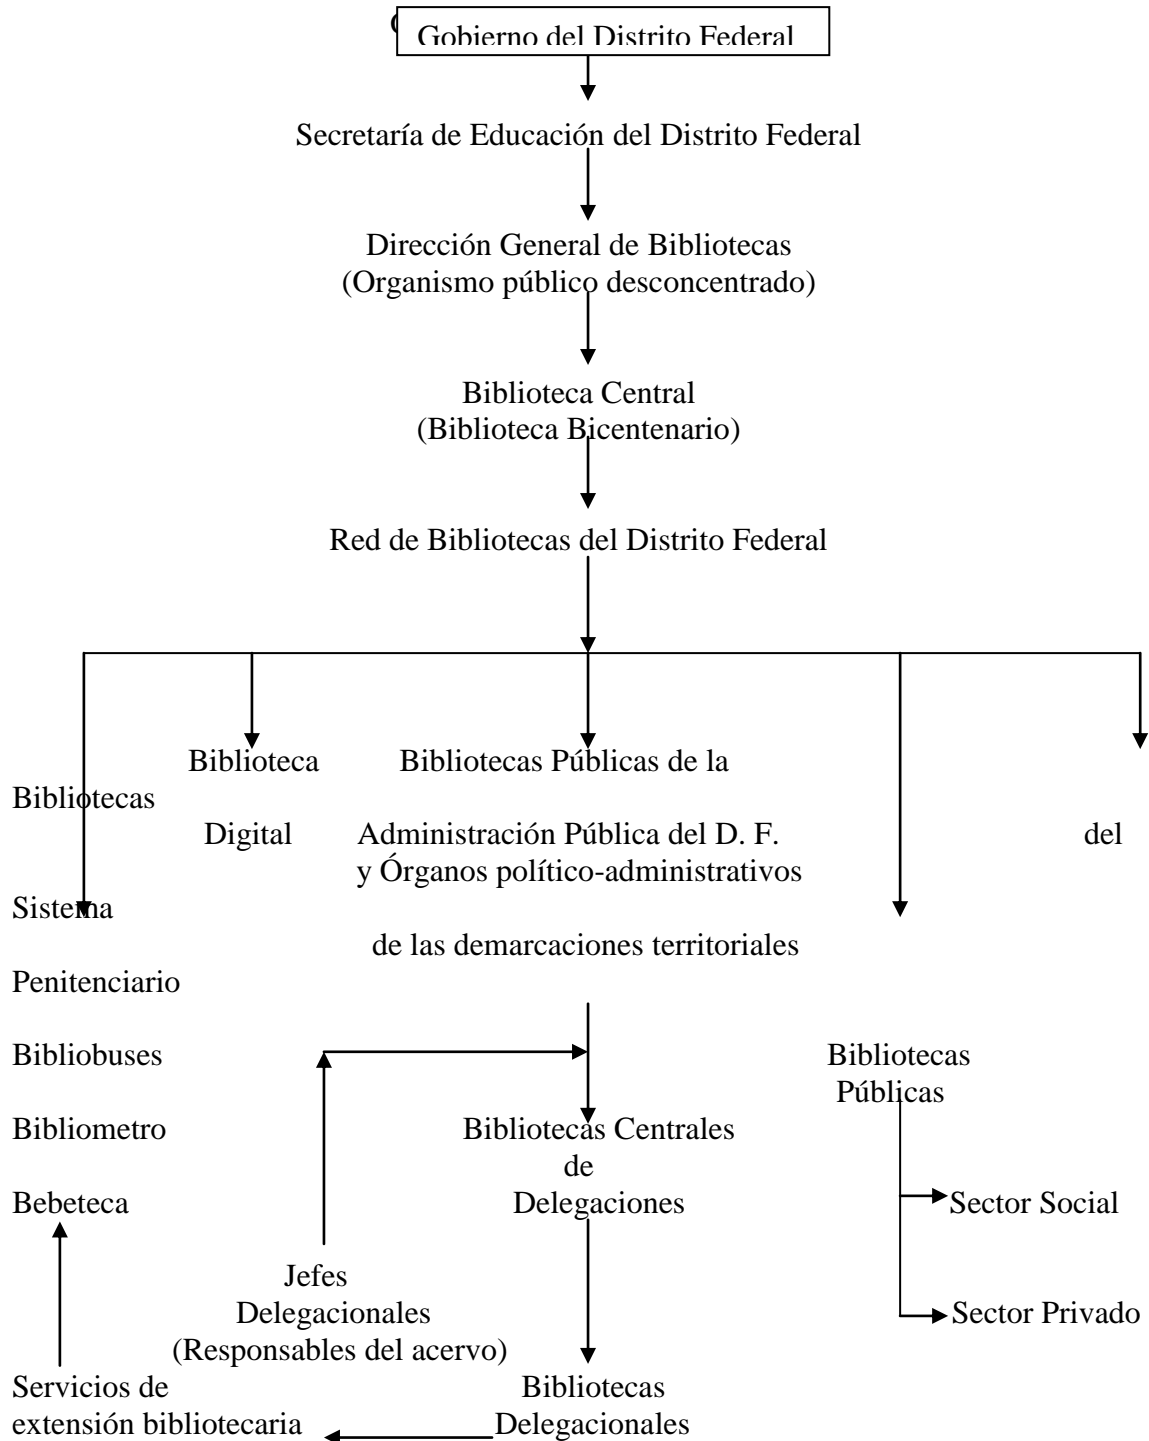 Gobierno del Distrito Federal
Secretaría de Educación del Distrito Federal
Dirección General de Bibliotecas
(Organismo público desconcentrado)
Biblioteca Central
(Biblioteca Bicentenario)
Red de Bibliotecas del Distrito Federal
Biblioteca Bibliotecas Públicas de la
Bibliotecas
Digital Administración Pública del D. F. del
y Órganos político-administrativos
Sistema
de las demarcaciones territoriales
Penitenciario
Bibliobuses Bibliotecas
Públicas
Bibliometro Bibliotecas Centrales
de
Bebeteca Delegaciones Sector Social
Jefes
Delegacionales Sector Privado
(Responsables del acervo)
Servicios de Bibliotecas
extensión bibliotecaria Delegacionales